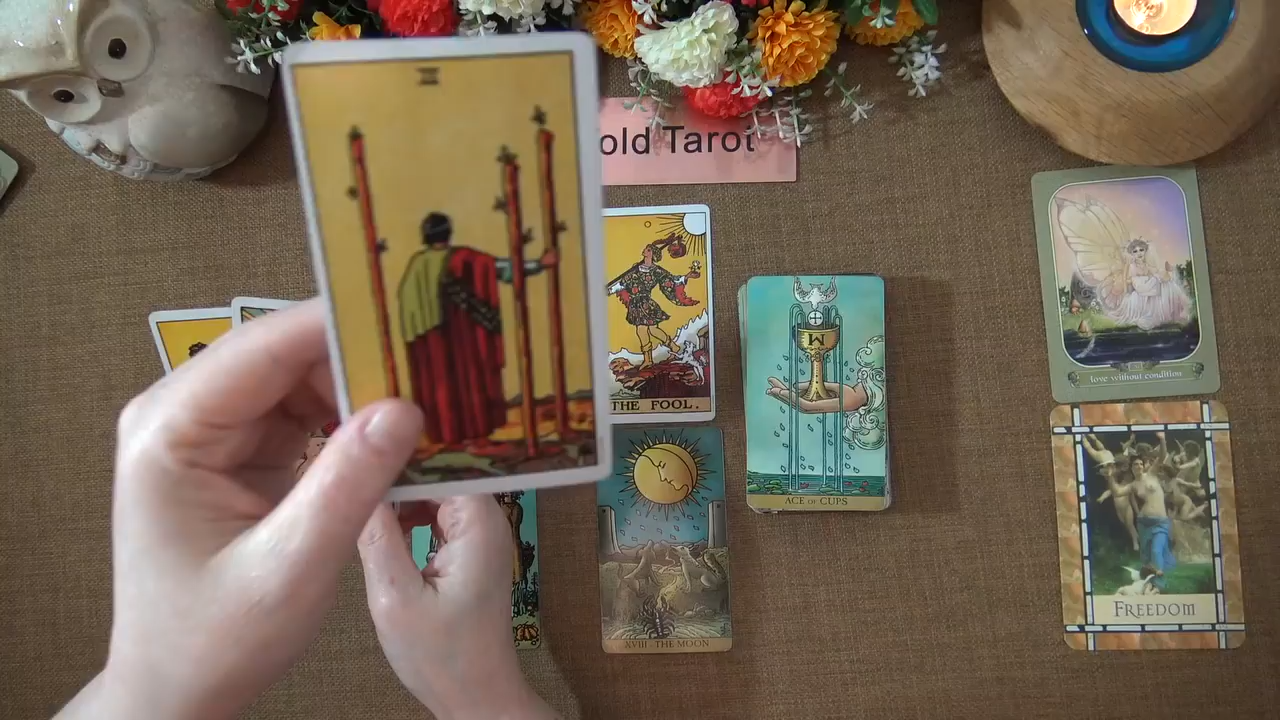 III
old Tarot
THE FOOL.
ACE OF CUPS
XVIII · THE MOON
love without condition
FREEDOM